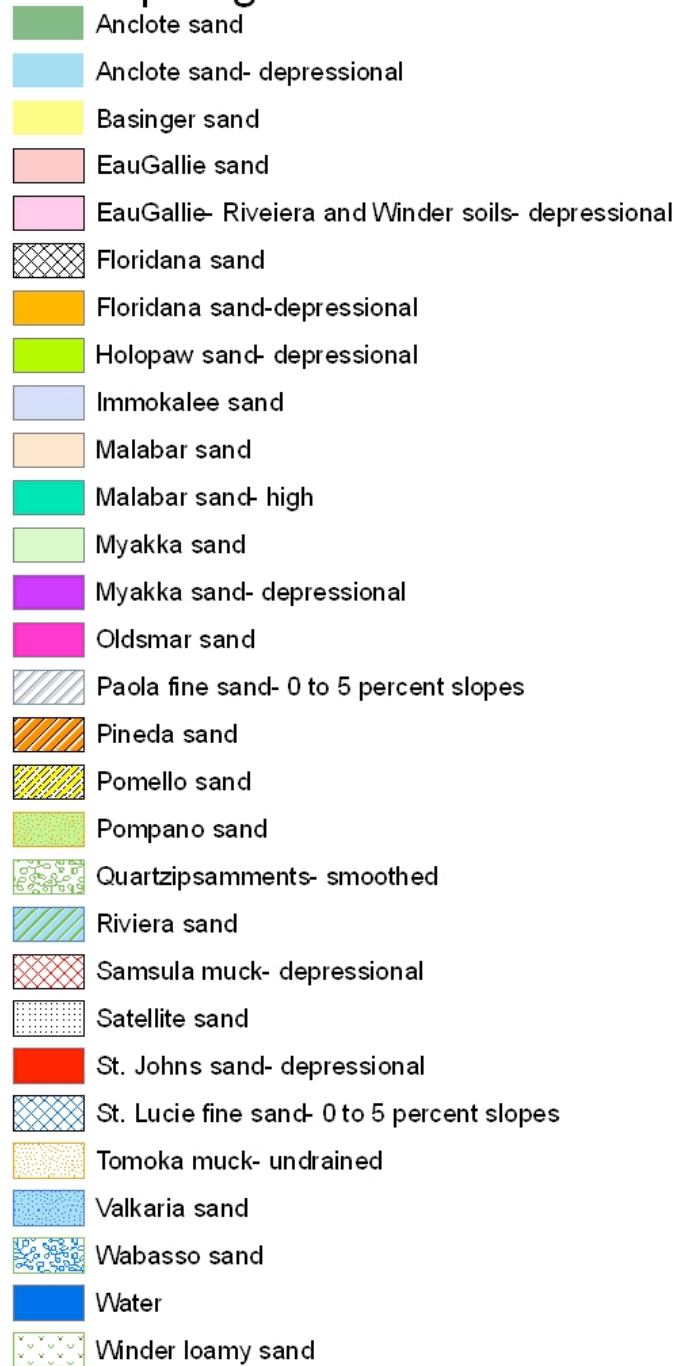 Anclote sand
Anclote sand- depressional
Basinger sand
EauGallie sand
EauGallie- Riveiera and Winder soils- depressional
Floridana sand
Floridana sand-depressional
Holopaw sand- depressional
Immokalee sand
Malabar sand
Malabar sand- high
Myakka sand
Myakka sand- depressional
Oldsmar sand
Paola fine sand- 0 to 5 percent slopes
Pineda sand
Pomello sand
Pompano sand
Quartzipsamments- smoothed
Riviera sand
Samsula muck- depressional
Satellite sand
St. Johns sand- depressional
St. Lucie fine sand- 0 to 5 percent slopes
Tomoka muck- undrained
Valkaria sand
Wabasso sand
Water
Winder loamy sand